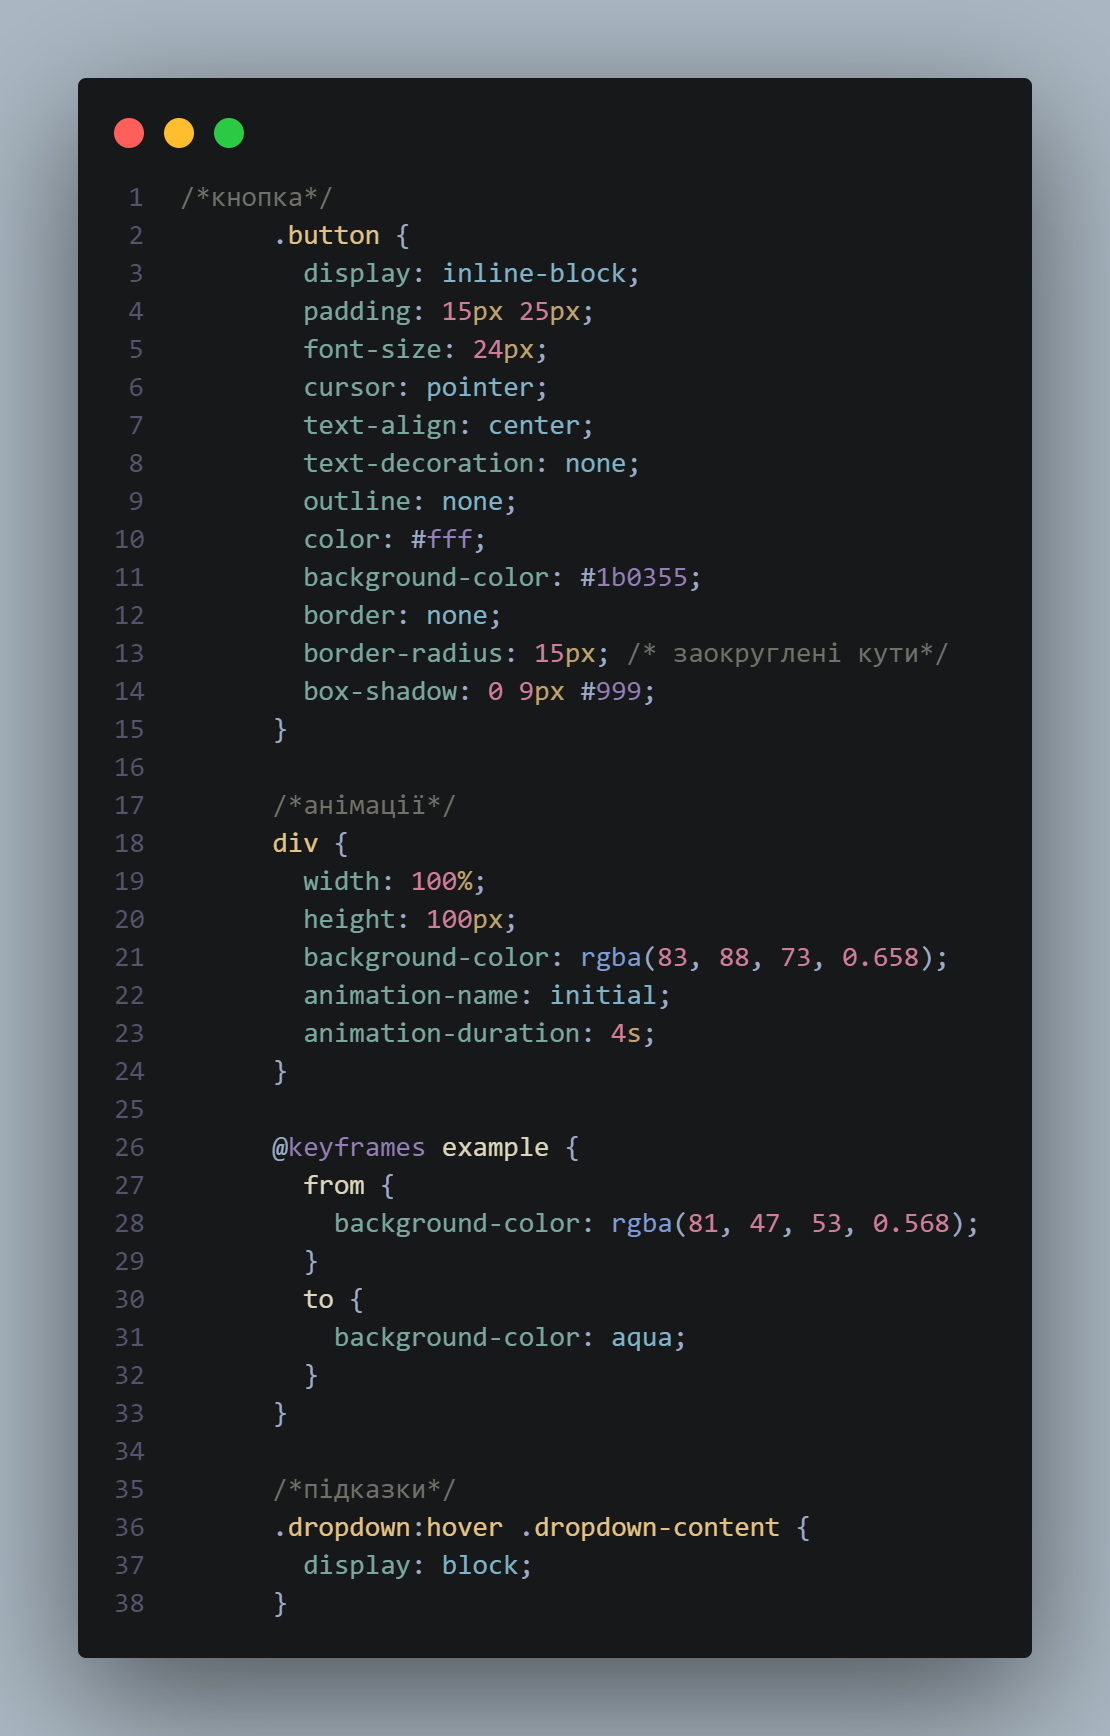 1 /*кнопка*/
2 .button {
3 display: inline-block;
4 padding: 15px 25px;
5 font-size: 24px;
6 cursor: pointer;
7 text-align: center;
8 text-decoration: none;
9 outline: none;
10 color: #fff;
11 background-color: #1b0355;
12 border: none;
13 border-radius: 15px; /* заокруглені кути*/
14 box-shadow: 0 9px #999;
15 }
16
17 /*анімації*/
18 div {
19 width: 100%;
20 height: 100px;
21 background-color: rgba(83, 88, 73, 0.658);
22 animation-name: initial;
23 animation-duration: 4s;
24 }
25
26 @keyframes example {
27 from {
28 background-color: rgba(81, 47, 53, 0.568);
29 }
30 to {
31 background-color: aqua;
32 }
33 }
34
35 /*підказки*/
36 .dropdown:hover .dropdown-content {
37 display: block;
38 }